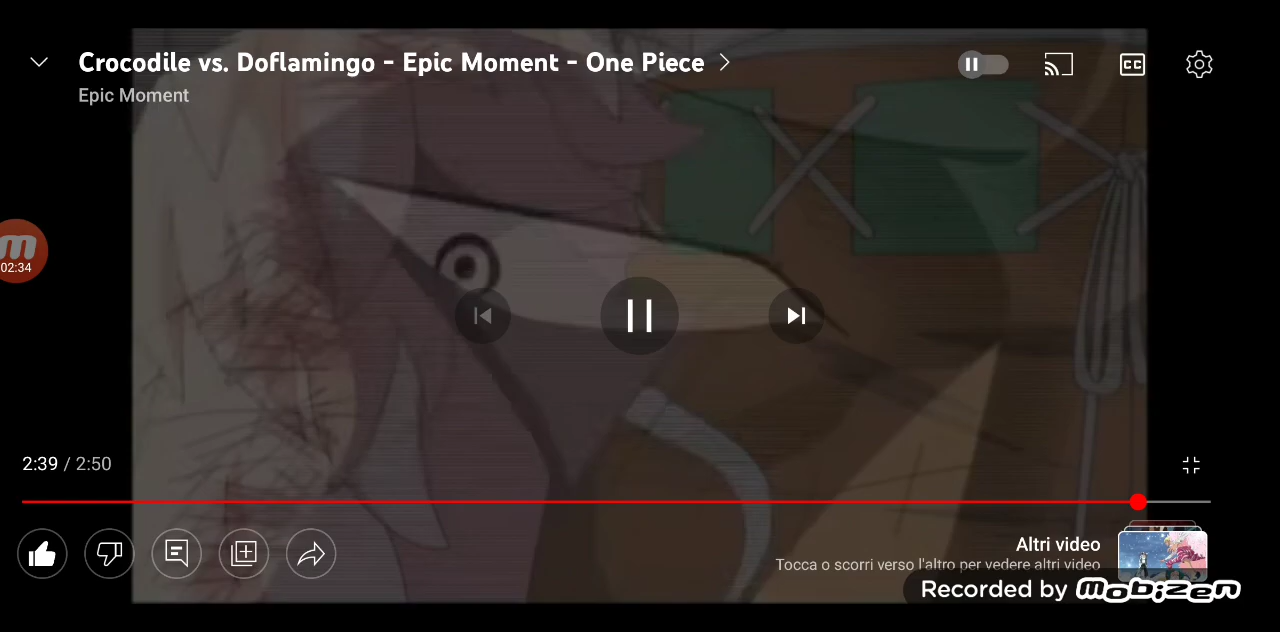 Crocodile vs. Doflamingo - Epic Moment - One Piece
Epic Moment
CC
m
02:34
2:39 / 2:50
Altri video
Tocca o scorri verso l'altro per vedere altri video
Recorded by mobizen